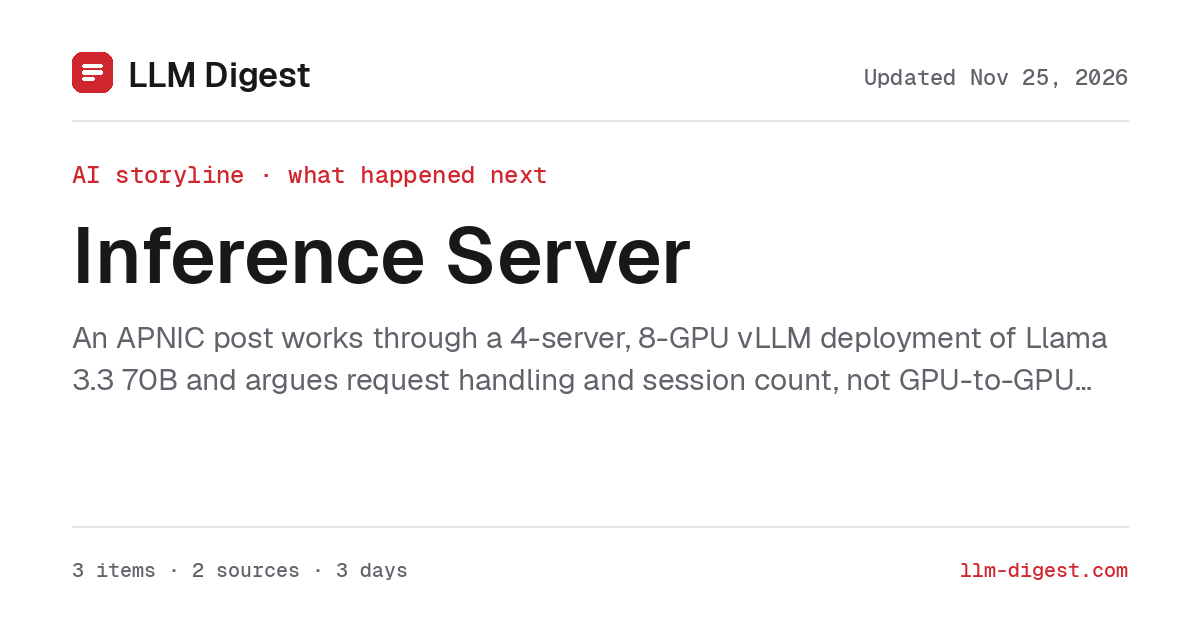 LLM Digest
Updated Nov 25, 2026
AI storyline · what happened next
Inference Server
An APNIC post works through a 4-server, 8-GPU vLLM deployment of Llama
3.3 70B and argues request handling and session count, not GPU-to-GPU…
3 items · 2 sources · 3 days
llm-digest.com